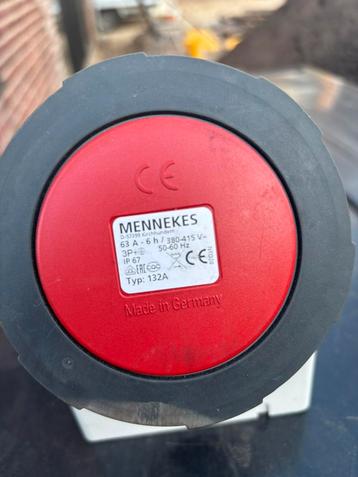 CE
MENNEKES
D-57399 Kirchhundem
63 A - 6 h / 380-415 V~
3P+⏚ 50-60 Hz
IP 67
EAC CE
Typ: 132A
Made in Germany